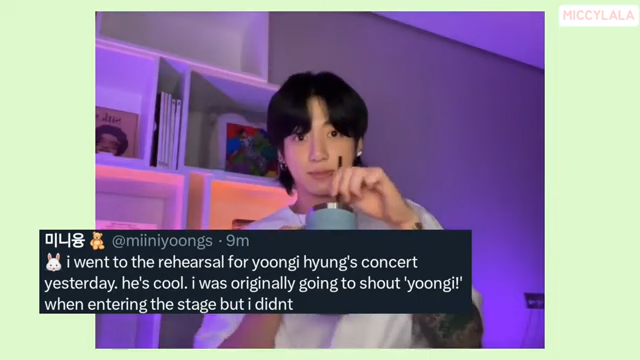 MICCYLALA
미니융🧸 @miiniyoongs · 9m
🐰 i went to the rehearsal for yoongi hyung's concert
yesterday. he's cool. i was originally going to shout 'yoongi!'
when entering the stage but i didnt